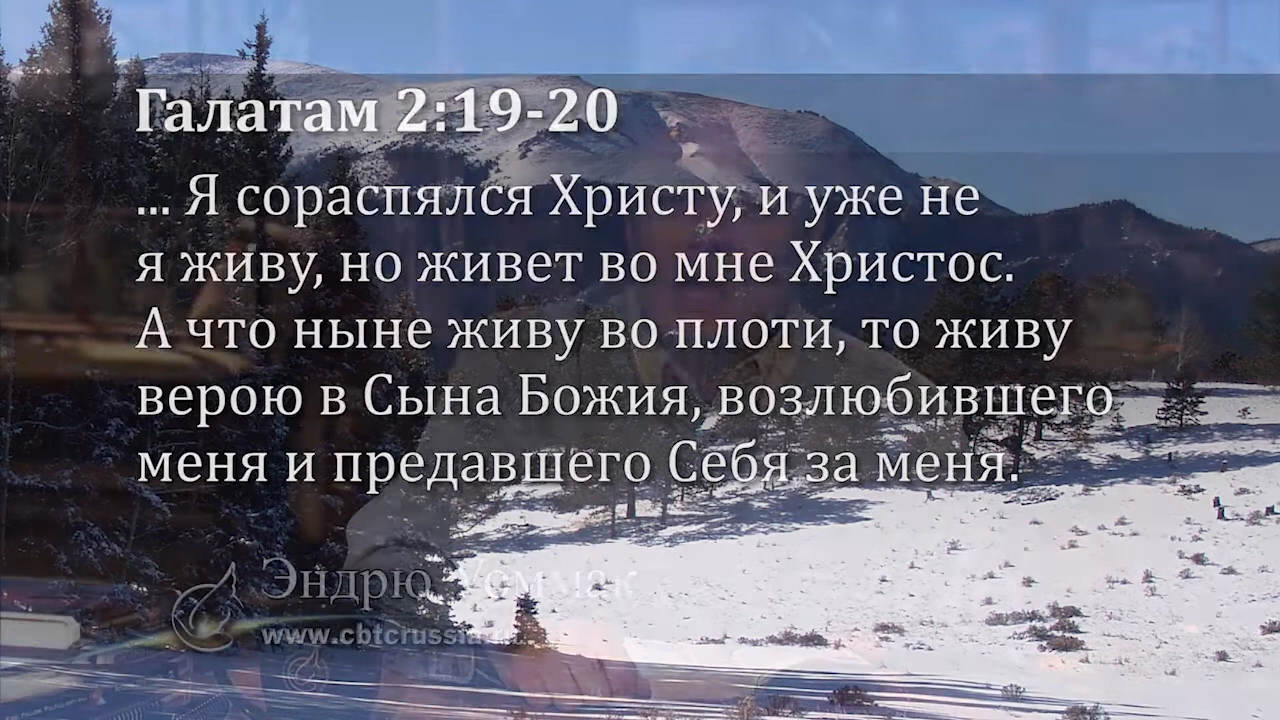 Галатам 2:19-20
... Я сораспялся Христу, и уже не
я живу, но живет во мне Христос.
А что ныне живу во плоти, то живу
верою в Сына Божия, возлюбившего
меня и предавшего Себя за меня.
Эндрю
www.cbtcrussia